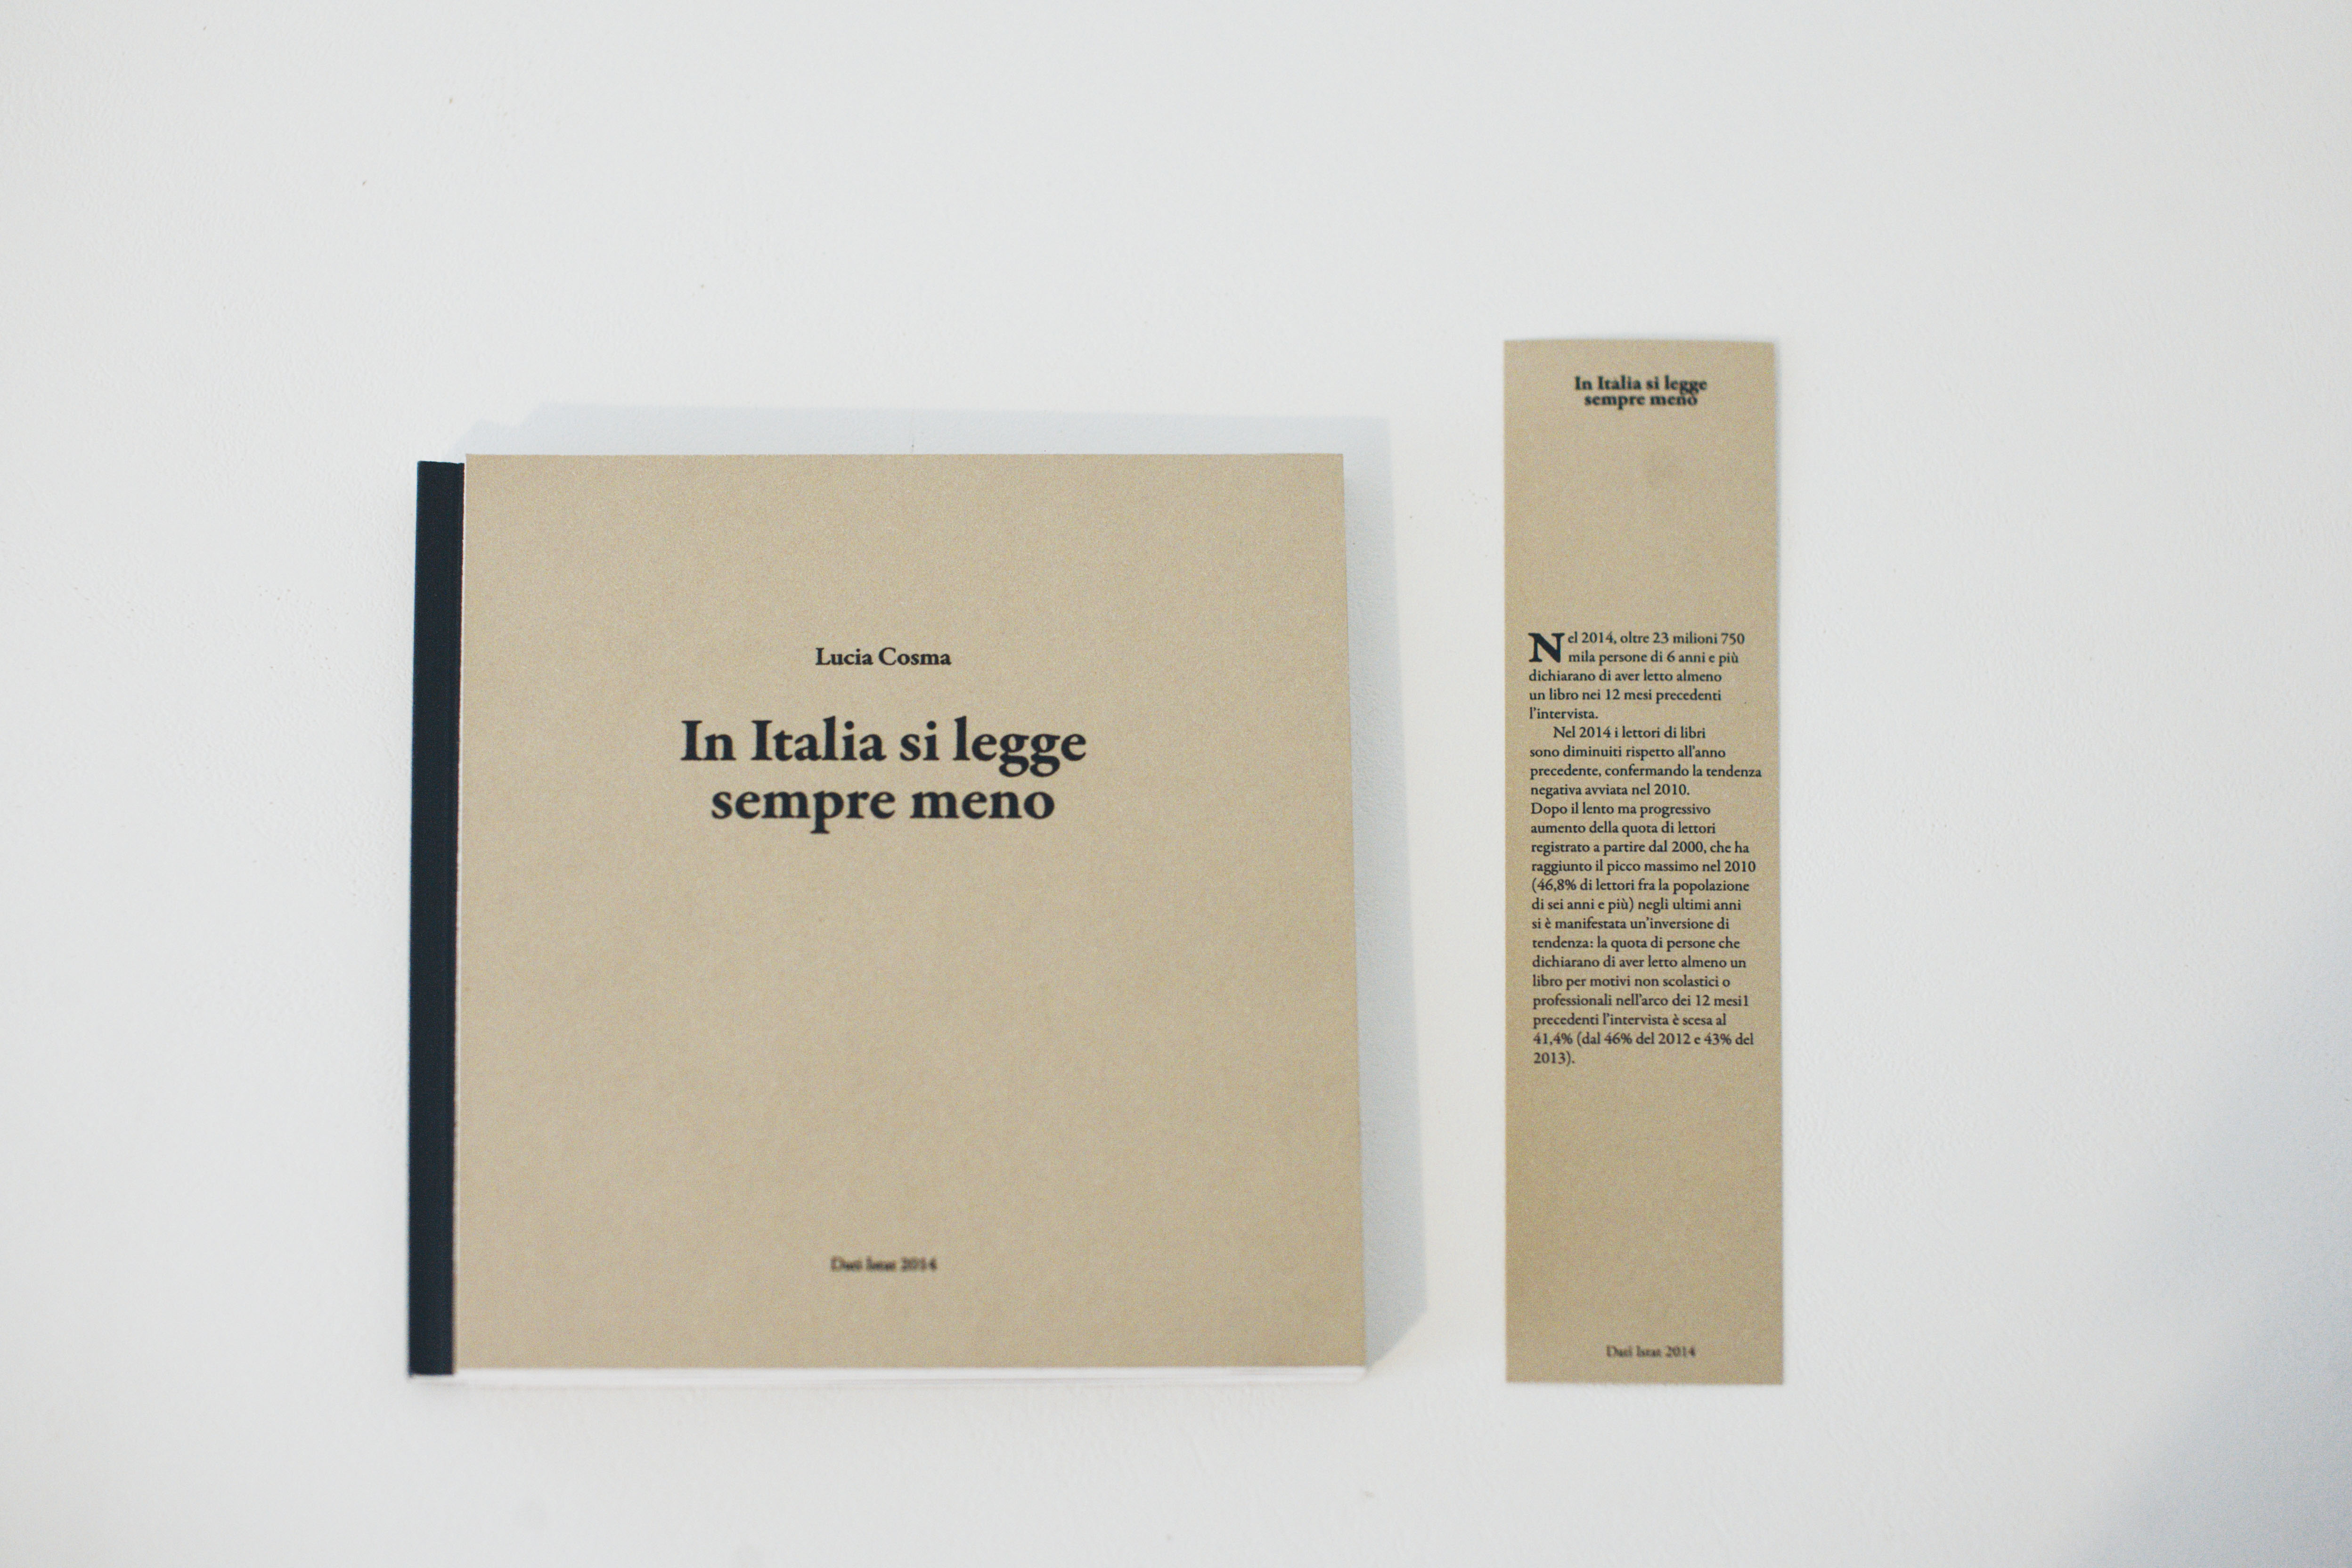 Lucia Cosma
In Italia si legge
sempre meno
Dati Istat 2014
In Italia si legge
sempre meno
Nel 2014, oltre 23 milioni 750
mila persone di 6 anni e più
dichiarano di aver letto almeno
un libro nei 12 mesi precedenti
l'intervista.
Nel 2014 i lettori di libri
sono diminuiti rispetto all'anno
precedente, confermando la tendenza
negativa avviata nel 2010.
Dopo il lento ma progressivo
aumento della quota di lettori
registrato a partire dal 2000, che ha
raggiunto il picco massimo nel 2010
(46,8% di lettori fra la popolazione
di sei anni e più) negli ultimi anni
si è manifestata un'inversione di
tendenza: la quota di persone che
dichiarano di aver letto almeno un
libro per motivi non scolastici o
professionali nell'arco dei 12 mesi1
precedenti l'intervista è scesa al
41,4% (dal 46% del 2012 e 43% del
2013).
Dati Istat 2014